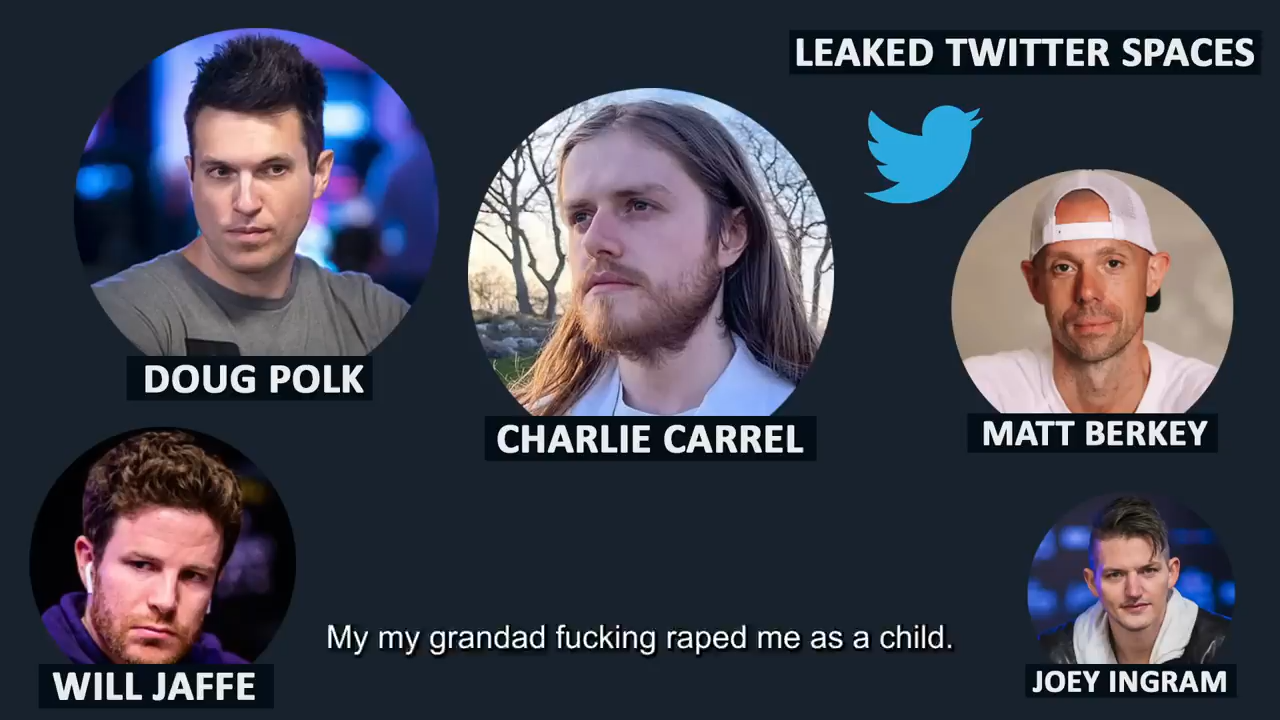 LEAKED TWITTER SPACES
DOUG POLK
CHARLIE CARREL
MATT BERKEY
My my grandad fucking raped me as a child.
WILL JAFFE
JOEY INGRAM